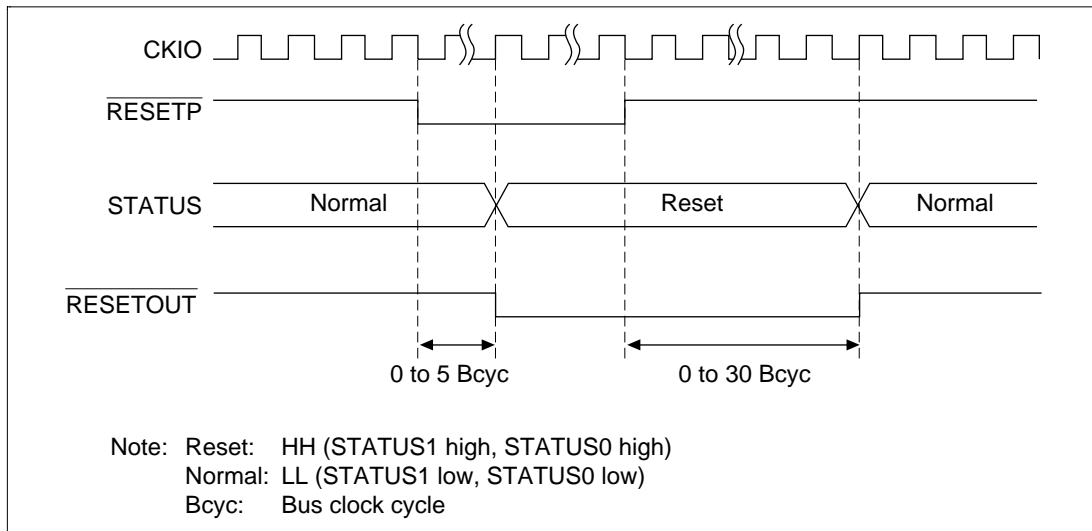 CKIO
RESETP
STATUS
Normal
Reset
Normal
RESETOUT
0 to 5 Bcyc
0 to 30 Bcyc
Note: Reset: HH (STATUS1 high, STATUS0 high)
Normal: LL (STATUS1 low, STATUS0 low)
Bcyc: Bus clock cycle